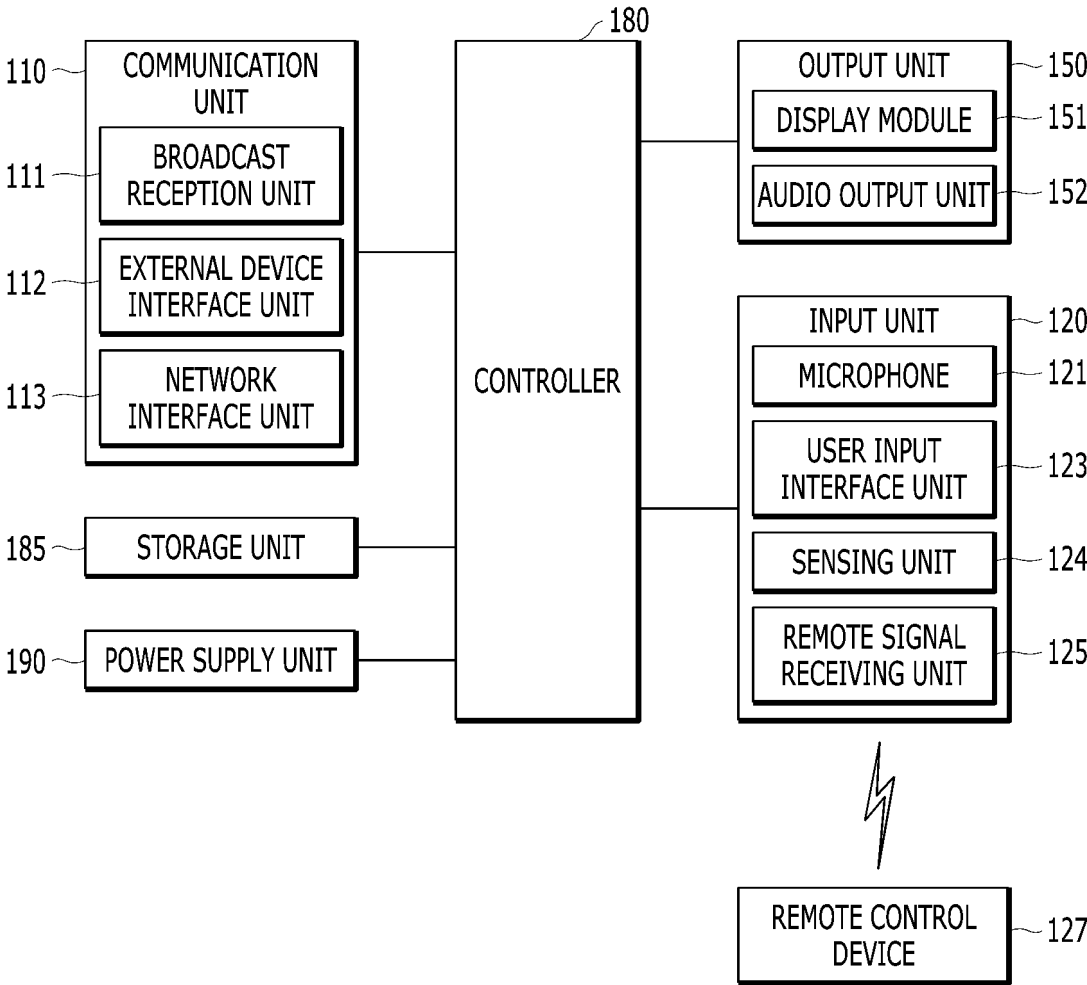 180
110
COMMUNICATION
UNIT
111
BROADCAST
RECEPTION UNIT
112
EXTERNAL DEVICE
INTERFACE UNIT
113
NETWORK
INTERFACE UNIT
185
STORAGE UNIT
190
POWER SUPPLY UNIT
CONTROLLER
OUTPUT UNIT
150
DISPLAY MODULE
151
AUDIO OUTPUT UNIT
152
INPUT UNIT
120
MICROPHONE
121
USER INPUT
INTERFACE UNIT
123
SENSING UNIT
124
REMOTE SIGNAL
RECEIVING UNIT
125
REMOTE CONTROL
DEVICE
127